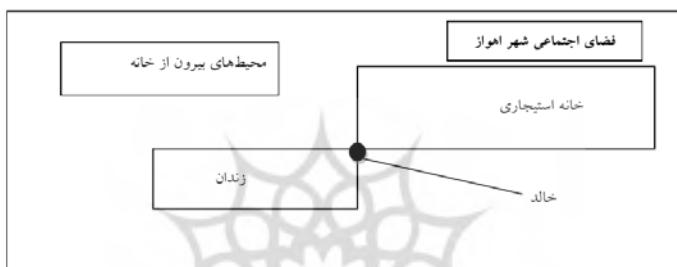 فضای اجتماعی شهر اهواز
محیط‌های بیرون از خانه
خانه استیجاری
زندان
خالد